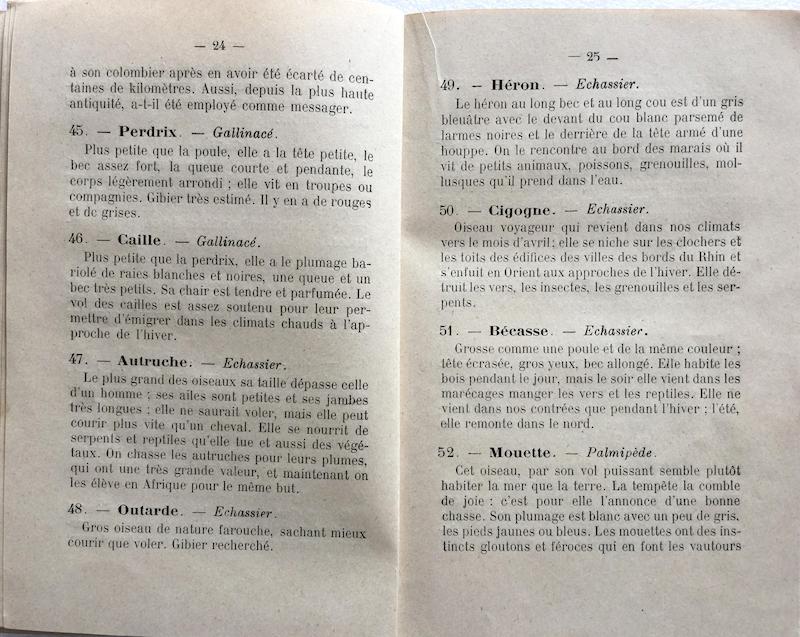 — 24 —
à son colombier après en avoir été écarté de cen-
taines de kilomètres. Aussi, depuis la plus haute
antiquité, a-t-il été employé comme messager.
45. — Perdrix. — Gallinacé.
Plus petite que la poule, elle a la tête petite, le
bec assez fort, la queue courte et pendante, le
corps légèrement arrondi ; elle vit en troupes ou
compagnies. Gibier très estimé. Il y en a de rouges
et de grises.
46. — Caille. — Gallinacé.
Plus petite que la perdrix, elle a le plumage ba-
riolé de raies blanches et noires, une queue et un
bec très petits. Sa chair est tendre et parfumée. Le
vol des cailles est assez soutenu pour leur per-
mettre d'émigrer dans les climats chauds à l'ap-
proche de l'hiver.
47. — Autruche. — Echassier.
Le plus grand des oiseaux sa taille dépasse celle
d'un homme ; ses ailes sont petites et ses jambes
très longues ; elle ne saurait voler, mais elle peut
courir plus vite qu'un cheval. Elle se nourrit de
serpents et reptiles qu'elle tue et aussi des végé-
taux. On chasse les autruches pour leurs plumes,
qui ont une très grande valeur, et maintenant on
les élève en Afrique pour le même but.
48. — Outarde. — Echassier.
Gros oiseau de nature farouche, sachant mieux
courir que voler. Gibier recherché.
— 25 —
49. — Héron. — Echassier.
Le héron au long bec et au long cou est d'un gris
bleuâtre avec le devant du cou blanc parsemé de
larmes noires et le derrière de la tête armé d'une
houppe. On le rencontre au bord des marais où il
vit de petits animaux, poissons, grenouilles, mol-
lusques qu'il prend dans l'eau.
50. — Cigogne. — Echassier.
Oiseau voyageur qui revient dans nos climats
vers le mois d'avril; elle se niche sur les clochers et
les toits des édifices des villes des bords du Rhin et
s'enfuit en Orient aux approches de l'hiver. Elle dé-
truit les vers, les insectes, les grenouilles et les ser-
pents.
51. — Bécasse. — Echassier.
Grosse comme une poule et de la même couleur ;
tête écrasée, gros yeux, bec allongé. Elle habite les
bois pendant le jour, mais le soir elle vient dans les
marécages manger les vers et les reptiles. Elle ne
vient dans nos contrées que pendant l'hiver ; l'été,
elle remonte dans le nord.
52. — Mouette. — Palmipède.
Cet oiseau, par son vol puissant semble plutôt
habiter la mer que la terre. La tempête la comble
de joie : c'est pour elle l'annonce d'une bonne
chasse. Son plumage est blanc avec un peu de gris,
les pieds jaunes ou bleus. Les mouettes ont des ins-
tincts gloutons et féroces qui en font les vautours